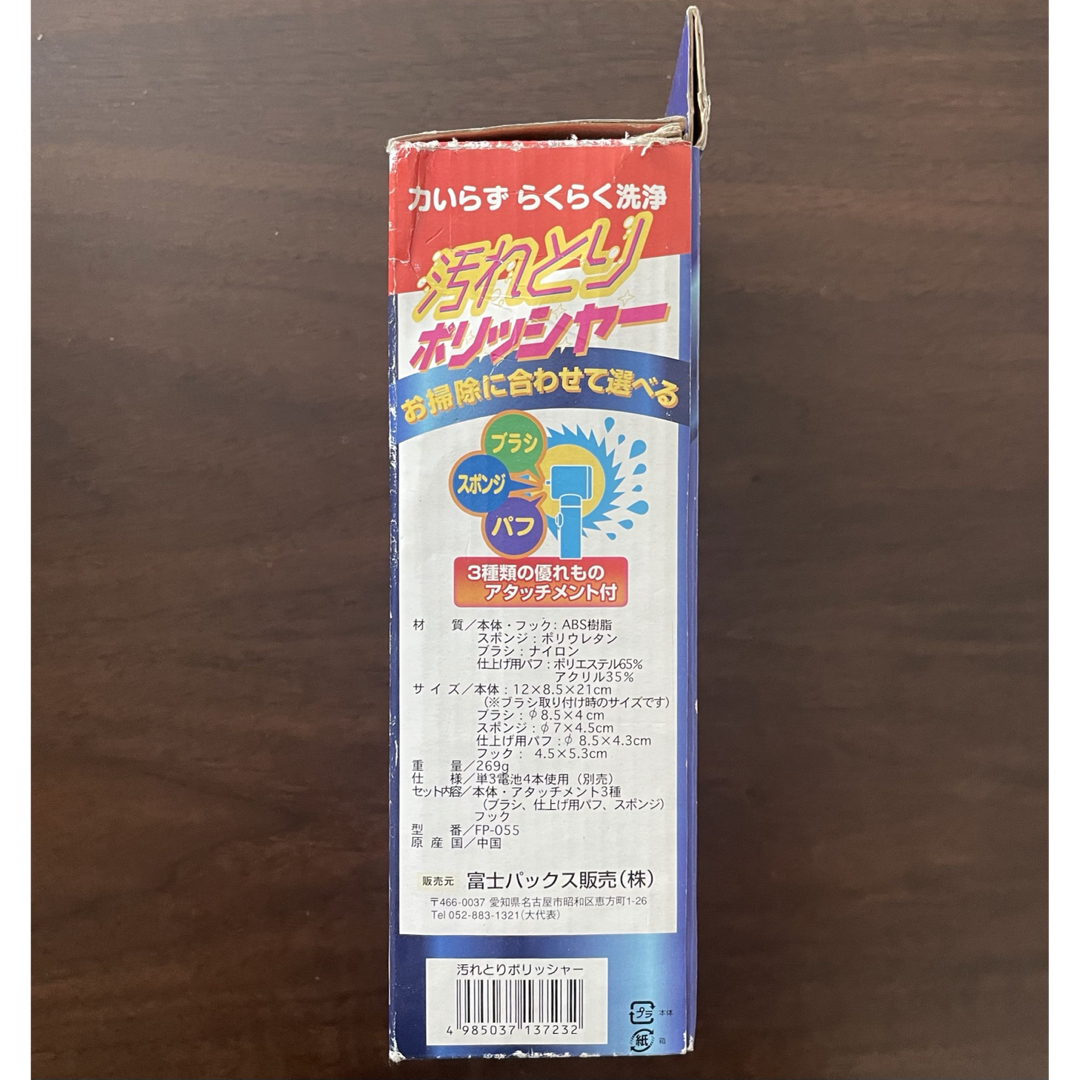 力いらず らくらく洗浄
汚れとり
ポリッシャー
お掃除に合わせて選べる
ブラシ
スポンジ
パフ
3種類の優れもの
アタッチメント付
材質/本体・フック:ABS樹脂
スポンジ:ポリウレタン
ブラシ:ナイロン
仕上げ用パフ:ポリエステル65%
アクリル35%
サイズ/本体:12×8.5×21cm
(※ブラシ取り付け時のサイズです)
ブラシ:φ8.5×4cm
スポンジ:φ7×4.5cm
仕上げ用パフ:φ8.5×4.3cm
フック: 4.5×5.3cm
重量/269g
仕様/単3電池4本使用(別売)
セット内容/本体・アタッチメント3種
(ブラシ、仕上げ用パフ、スポンジ)
フック
型番/FP-055
原産国/中国
販売元 富士パックス販売(株)
〒466-0037 愛知県名古屋市昭和区恵方町1-26
Tel 052-883-1321(大代表)
汚れとりポリッシャー
4 985037 137232
プラ 本体
紙 箱